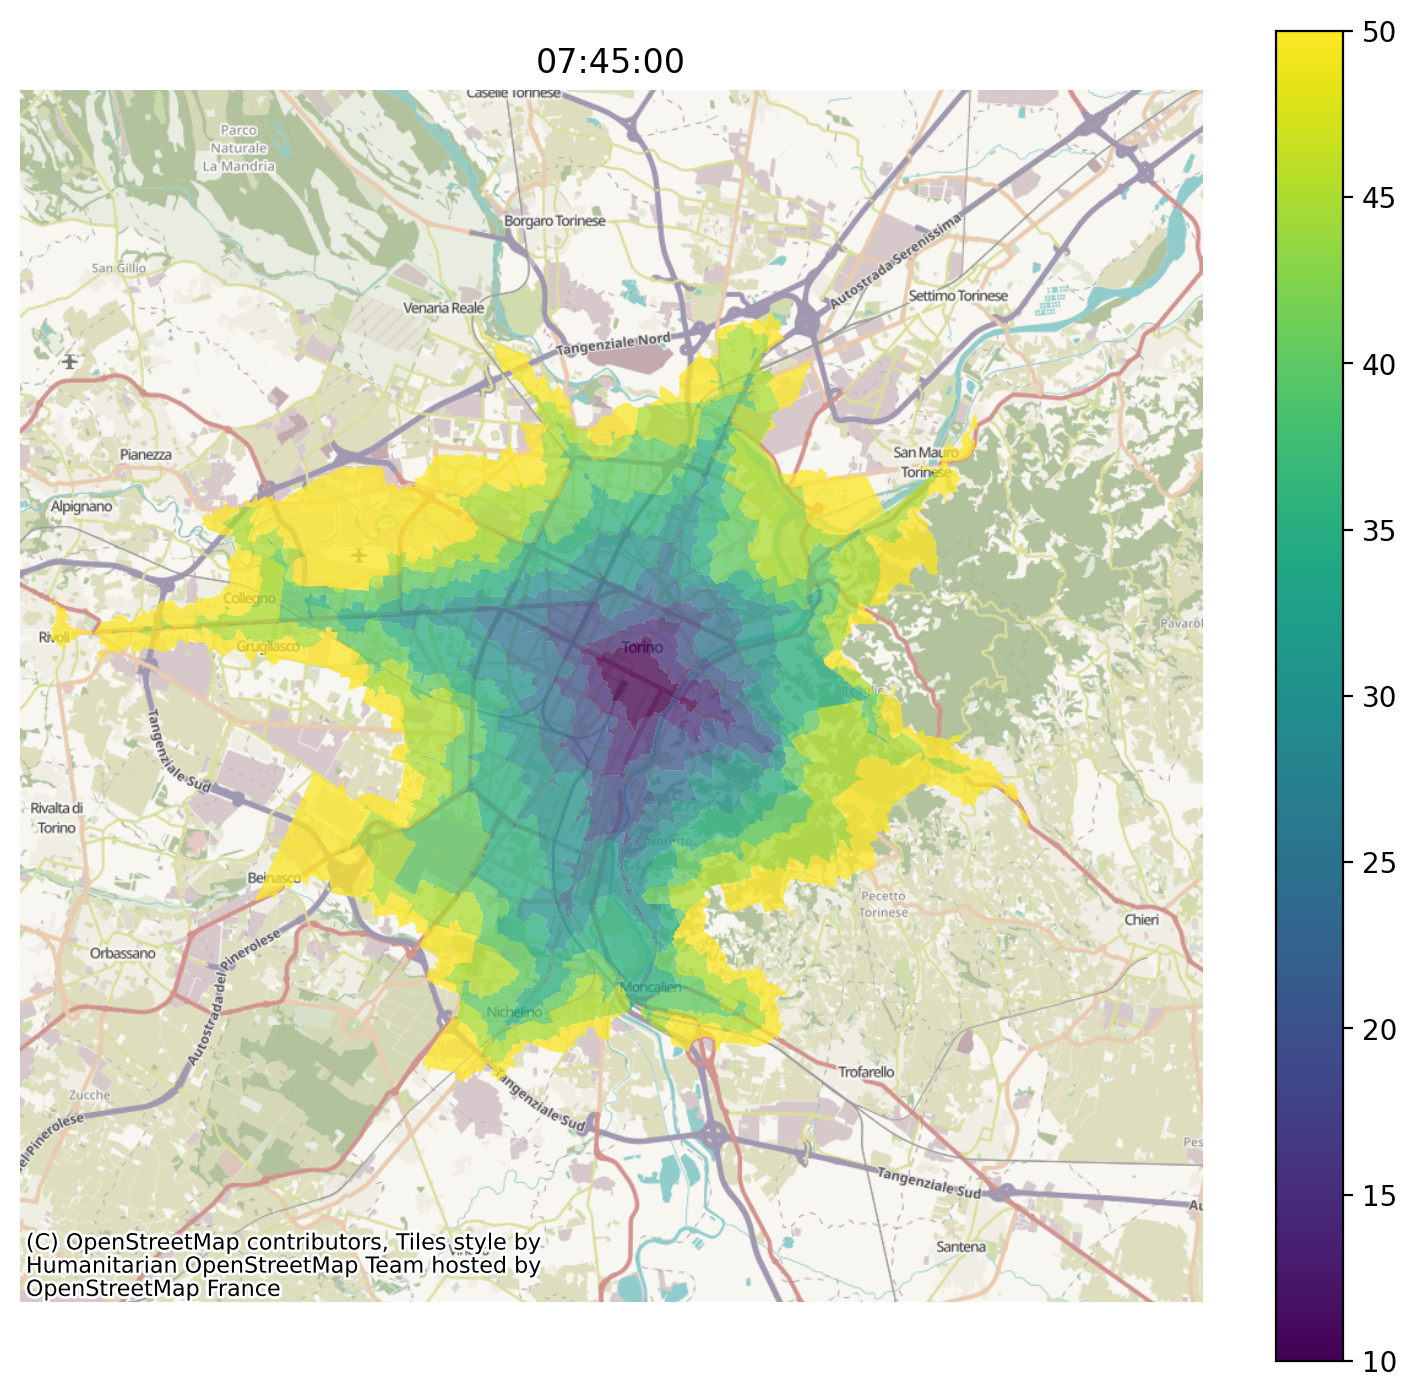 07:45:00
Caselle Torinese
Parco
Naturale
La Mandria
Borgaro Torinese
Autostrada Serenissima
San Gillio
Settimo Torinese
Venaria Reale
Tangenziale Nord
Pianezza
San Mauro
Torinese
Alpignano
Collegno
Rivoli
Grugliasco
Torino
Reaglie
Tangenziale Sud
Rivalta di
Torino
Cavoretto
Beinasco
Pecetto
Torinese
Chieri
Orbassano
Autostrada del Pinerolese
Moncalieri
Nichelino
Trofarello
Zucche
Tangenziale Sud
Pinerolese
Tangenziale Sud
Santena
(C) OpenStreetMap contributors, Tiles style by
Humanitarian OpenStreetMap Team hosted by
OpenStreetMap France
50
45
40
35
30
25
20
15
10